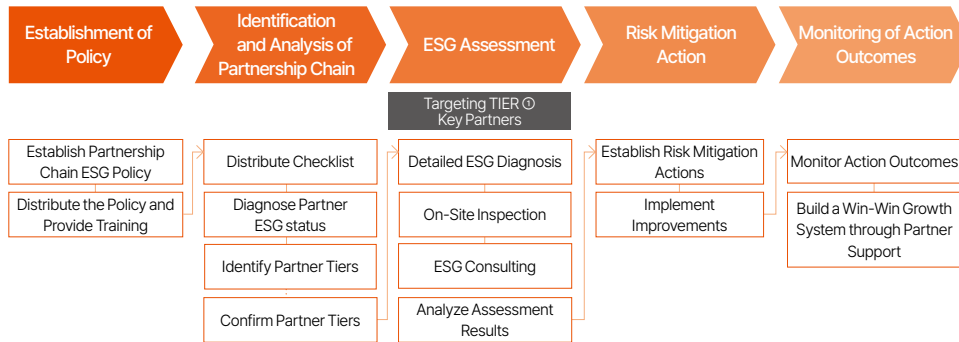 Establishment of
Policy
Identification
and Analysis of
Partnership Chain
ESG Assessment
Risk Mitigation
Action
Monitoring of Action
Outcomes
Targeting TIER ①
Key Partners
Establish Partnership
Chain ESG Policy
Distribute the Policy and
Provide Training
Distribute Checklist
Diagnose Partner
ESG status
Identify Partner Tiers
Confirm Partner Tiers
Detailed ESG Diagnosis
On-Site Inspection
ESG Consulting
Analyze Assessment
Results
Establish Risk Mitigation
Actions
Implement
Improvements
Monitor Action Outcomes
Build a Win-Win Growth
System through Partner
Support